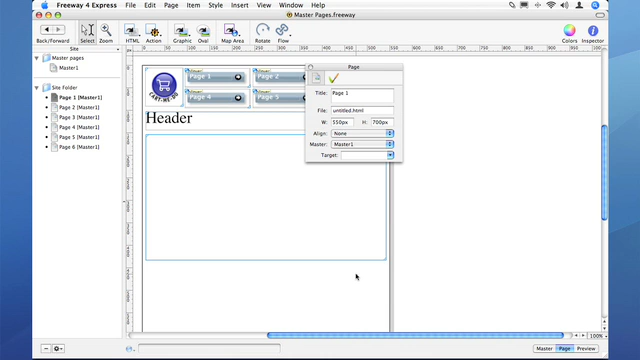 Freeway 4 Express File Edit Page Item Style Insert View Window Help
Master Pages.freeway
Back/Forward Select Zoom HTML Action Graphic Oval Map Area Rotate Flow Colors Inspector
Site
Master pages
Master1
Site Folder
Page 1 [Master1]
Page 2 [Master1]
Page 3 [Master1]
Page 4 [Master1]
Page 5 [Master1]
Page 6 [Master1]
Page 1
Page 2
Page 4
Page 5
CART-ME-DO
Header
Page
Title: Page 1
File: untitled.html
W: 550px H: 700px
Align: None
Master: Master1
Target:
100%
Master Page Preview